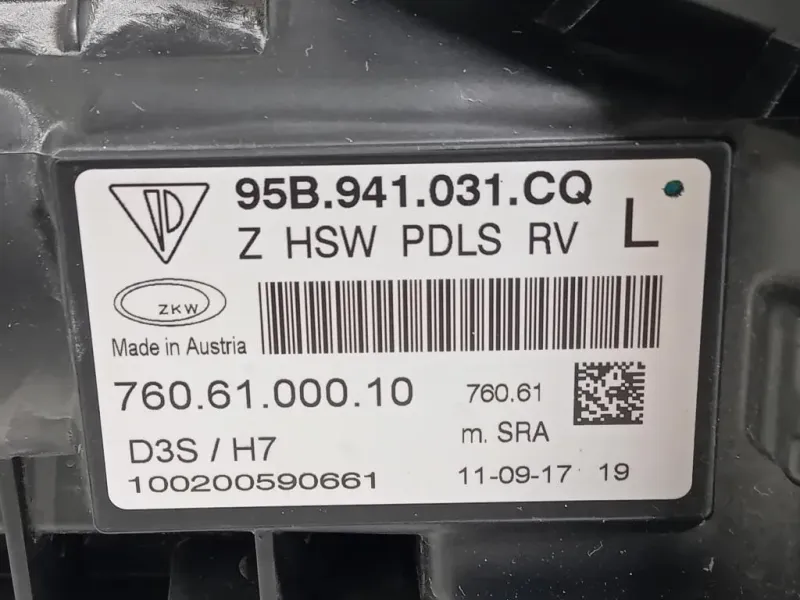 95B.941.031.CQ
Z HSW PDLS RV L
ZKW
Made in Austria
760.61.000.10 760.61
D3S / H7 m. SRA
100200590661 11-09-17 19